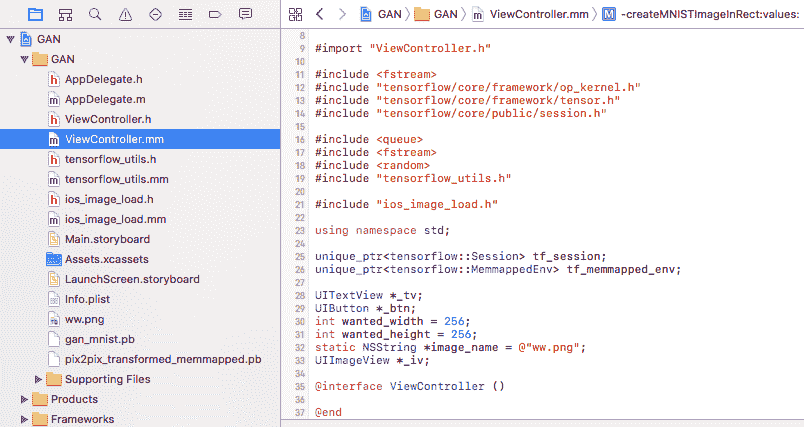 GAN
GAN
AppDelegate.h
AppDelegate.m
ViewController.h
ViewController.mm
tensorflow_utils.h
tensorflow_utils.mm
ios_image_load.h
ios_image_load.mm
Main.storyboard
Assets.xcassets
LaunchScreen.storyboard
Info.plist
ww.png
gan_mnist.pb
pix2pix_transformed_memmapped.pb
Supporting Files
Products
Frameworks
GAN GAN ViewController.mm M -createMNISTImageInRect:values:
8
9 #import "ViewController.h"
10
11 #include <fstream>
12 #include "tensorflow/core/framework/op_kernel.h"
13 #include "tensorflow/core/framework/tensor.h"
14 #include "tensorflow/core/public/session.h"
15
16 #include <queue>
17 #include <fstream>
18 #include <random>
19 #include "tensorflow_utils.h"
20
21 #include "ios_image_load.h"
22
23 using namespace std;
24
25 unique_ptr<tensorflow::Session> tf_session;
26 unique_ptr<tensorflow::MemmappedEnv> tf_memmapped_env;
27
28 UITextView *_tv;
29 UIButton *_btn;
30 int wanted_width = 256;
31 int wanted_height = 256;
32 static NSString *image_name = @"ww.png";
33 UIImageView *_iv;
34
35 @interface ViewController ()
36
37 @end